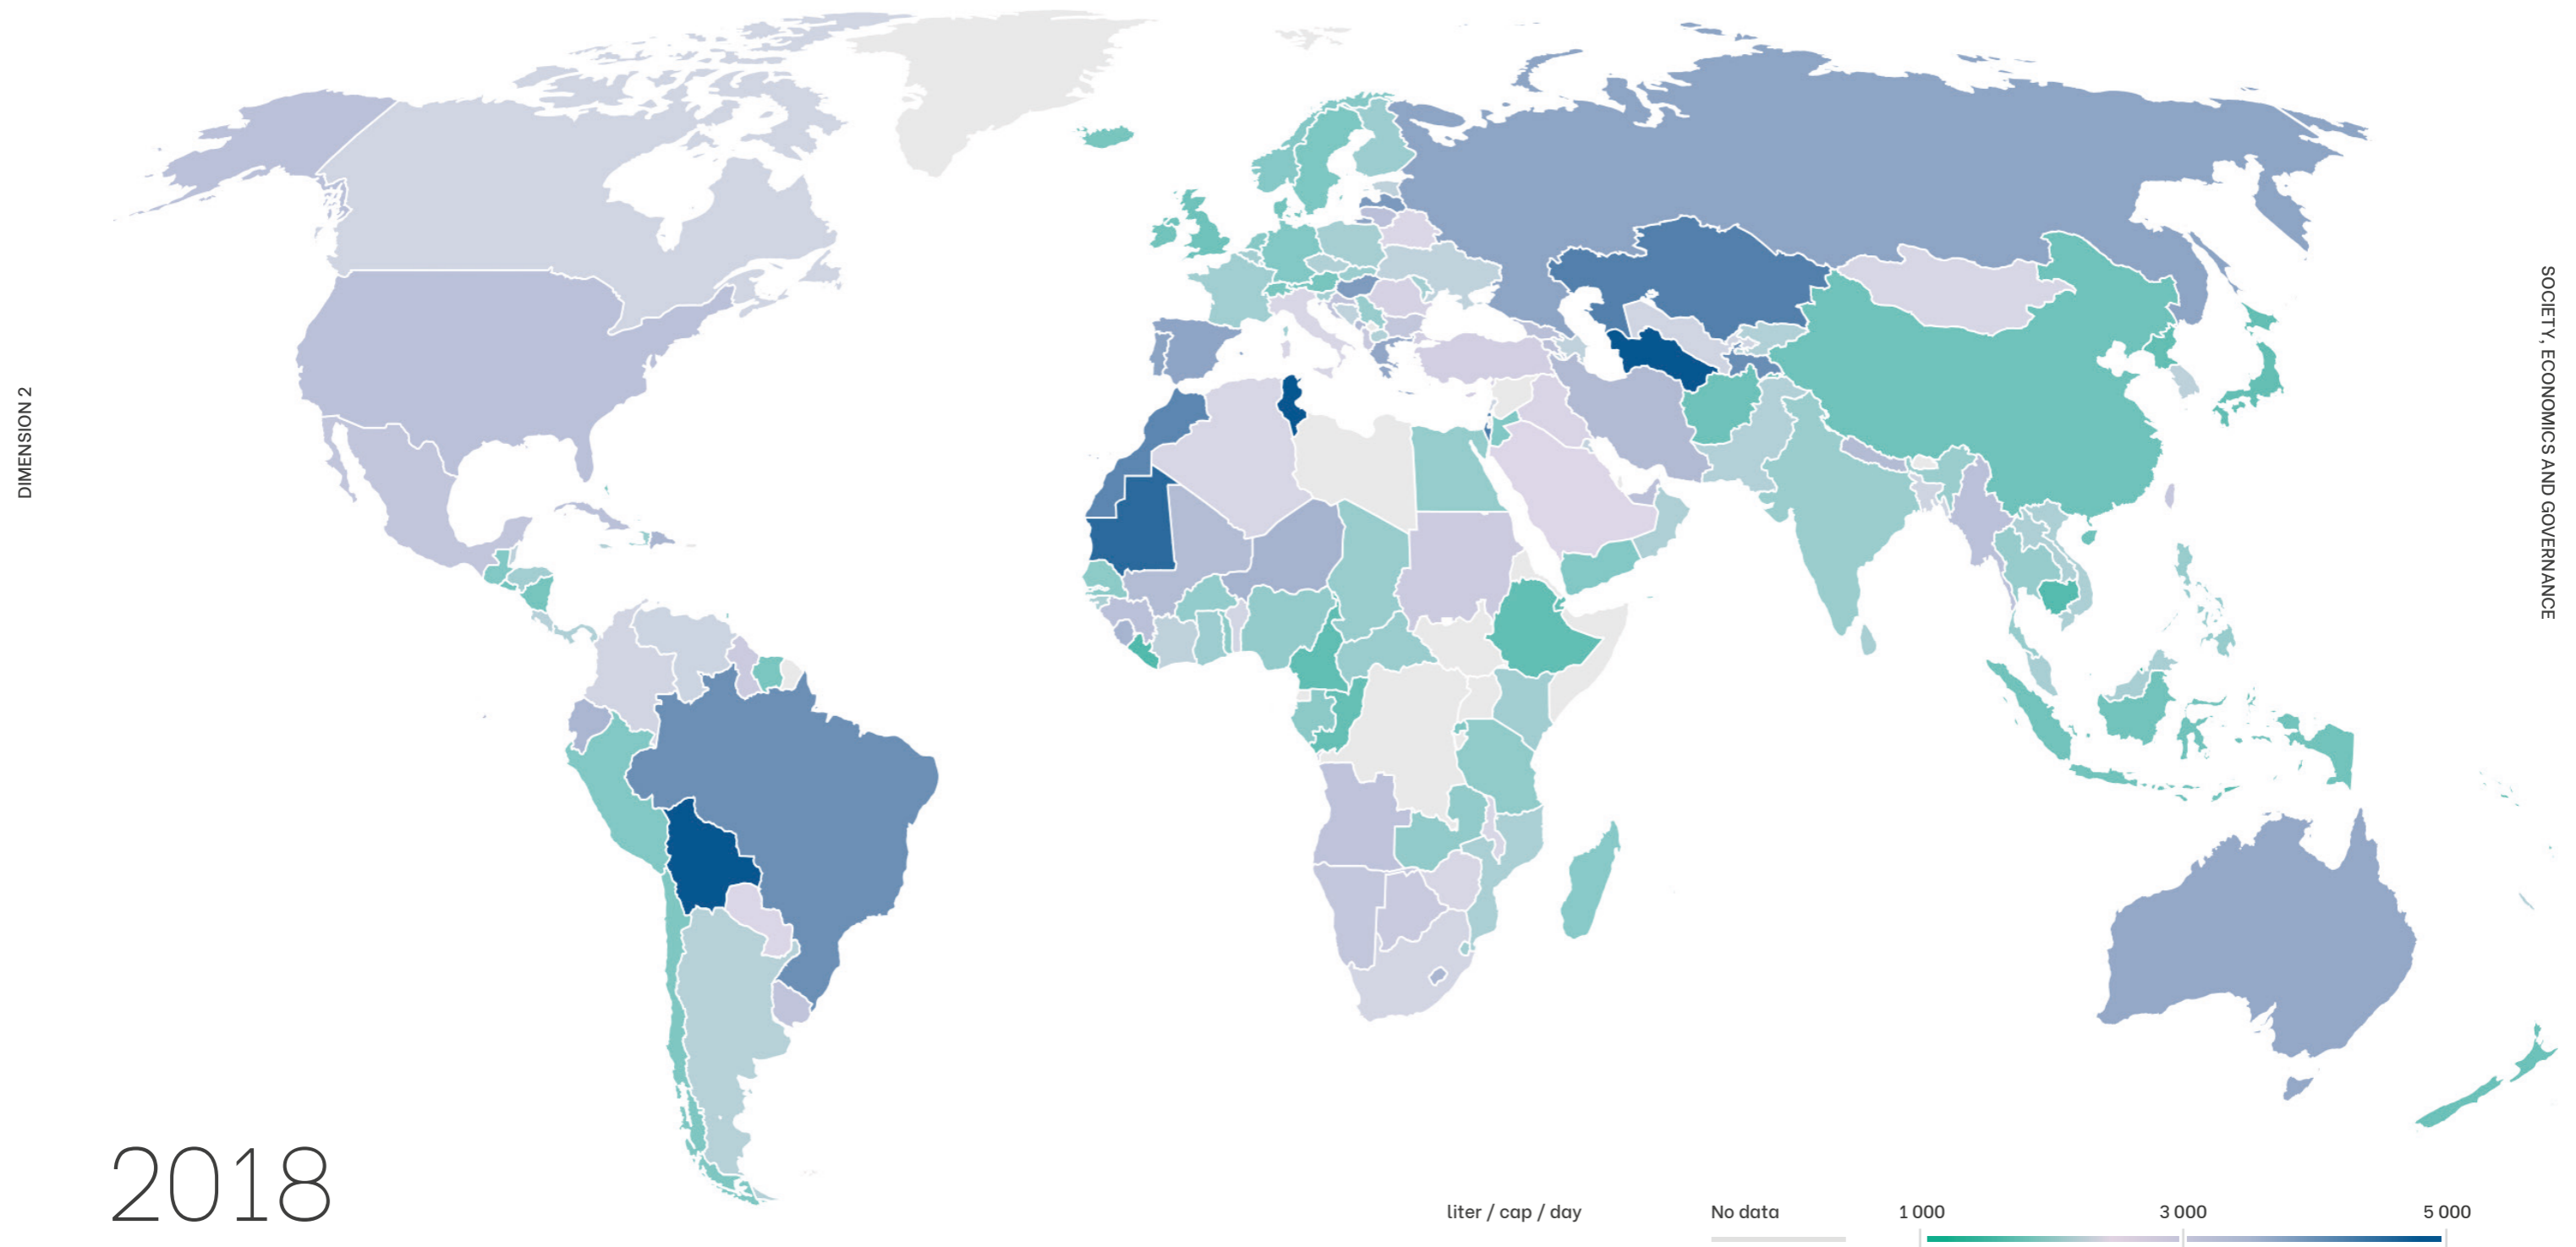 DIMENSION 2
SOCIETY, ECONOMICS AND GOVERNANCE
2018
liter / cap / day
No data
1 000
3 000
5 000